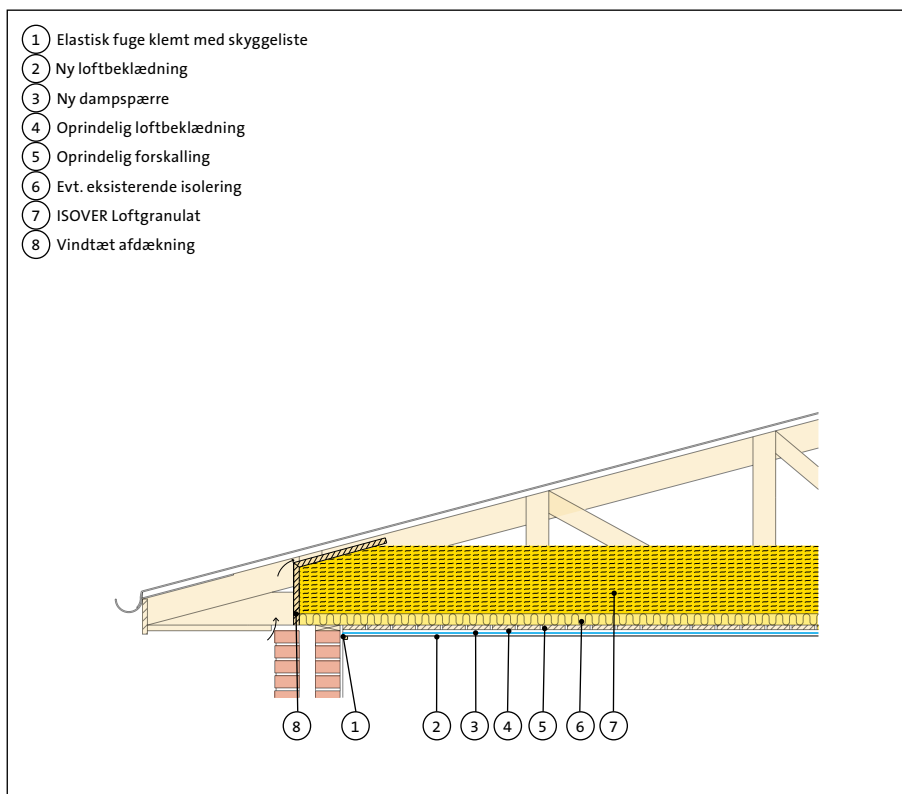 1 Elastisk fuge klemt med skyggeliste
2 Ny loftbeklædning
3 Ny dampspærre
4 Oprindelig loftbeklædning
5 Oprindelig forskalling
6 Evt. eksisterende isolering
7 ISOVER Loftgranulat
8 Vindtæt afdækning
8 1 2 3 4 5 6 7